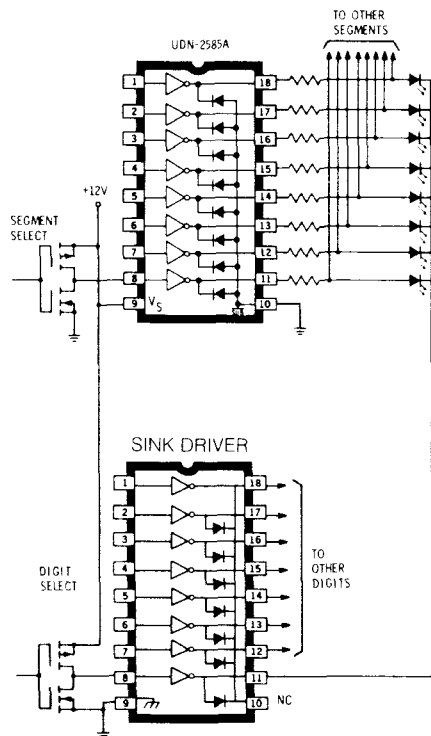 TO OTHER
SEGMENTS
UDN-2585A
1
18
2
17
3
16
4
15
+12V
5
14
SEGMENT
SELECT
6
13
7
12
8
11
9
VS
10
SINK DRIVER
1
18
2
17
3
16
DIGIT
SELECT
4
15
TO
OTHER
DIGITS
5
14
6
13
7
12
8
11
9
10
NC